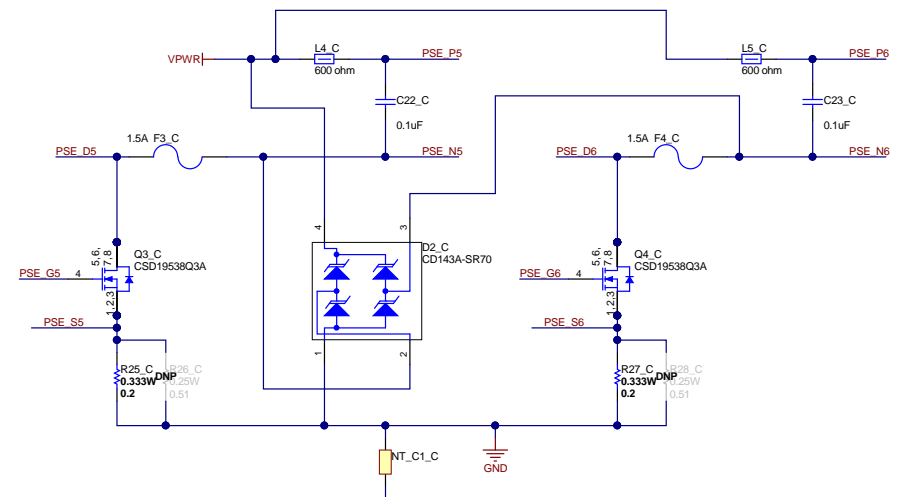 L4_C
600 ohm
PSE_P5
L5_C
600 ohm
PSE_P6
VPWR
C22_C
0.1uF
C23_C
0.1uF
PSE_D5
1.5A F3_C
PSE_N5
PSE_D6
1.5A F4_C
PSE_N6
4
3
D2_C
CD143A-SR70
1
2
PSE_G5
4
5,6,
7,8
1,2,3
Q3_C
CSD19538Q3A
PSE_S5
PSE_G6
4
5,6,
7,8
1,2,3
Q4_C
CSD19538Q3A
PSE_S6
R25_C
0.333W
0.2
DNP
R26_C
0.25W
0.51
R27_C
0.333W
0.2
DNP
R28_C
0.25W
0.51
NT_C1_C
GND